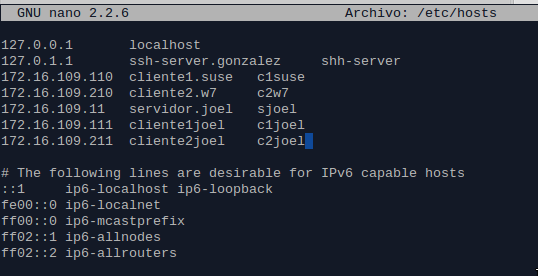 GNU nano 2.2.6 Archivo: /etc/hosts
127.0.0.1 localhost
127.0.1.1 ssh-server.gonzalez shh-server
172.16.109.110 cliente1.suse c1suse
172.16.109.210 cliente2.w7 c2w7
172.16.109.11 servidor.joel sjoel
172.16.109.111 cliente1joel c1joel
172.16.109.211 cliente2joel c2joel
# The following lines are desirable for IPv6 capable hosts
::1 ip6-localhost ip6-loopback
fe00::0 ip6-localnet
ff00::0 ip6-mcastprefix
ff02::1 ip6-allnodes
ff02::2 ip6-allrouters